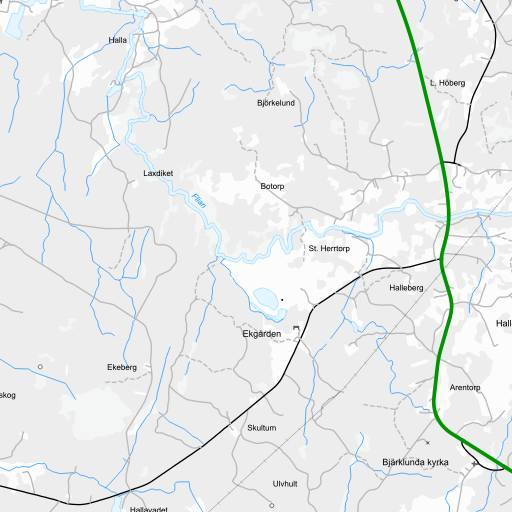 Halla
L. Höberg
Björkelund
Laxdiket
Botorp
Flian
St. Herrtorp
Halleberg
Hall
Ekgården
Ekeberg
Arentorp
skog
Skultum
Bjärklunda kyrka
Ulvhult
Hallavadet